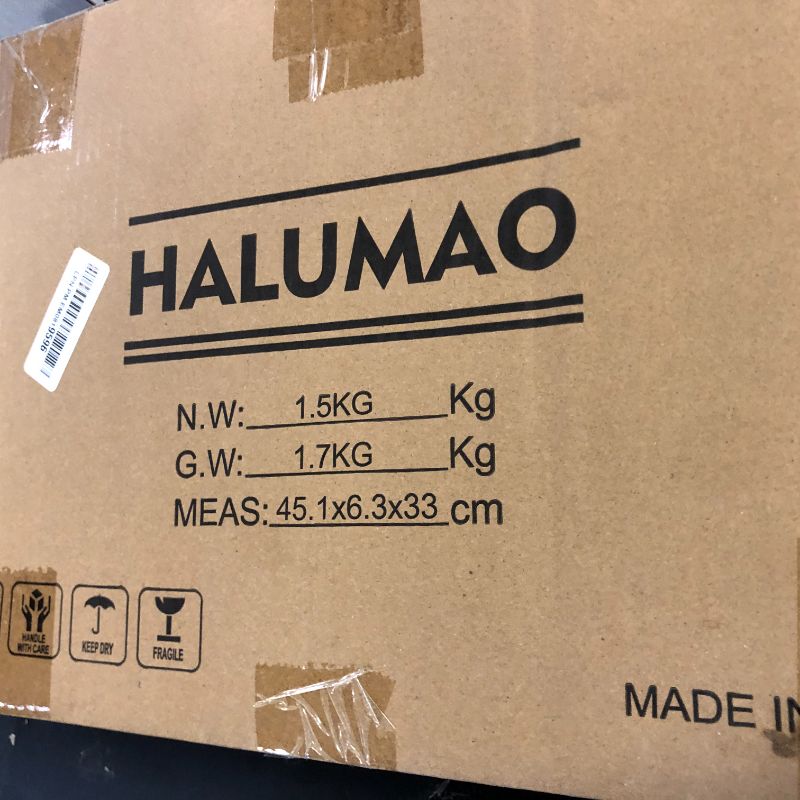 HALUMAO
N.W: 1.5KG Kg
G.W: 1.7KG Kg
MEAS: 45.1x6.3x33 cm
9596
HANDLE
WITH CARE
KEEP DRY
FRAGILE
MADE IN